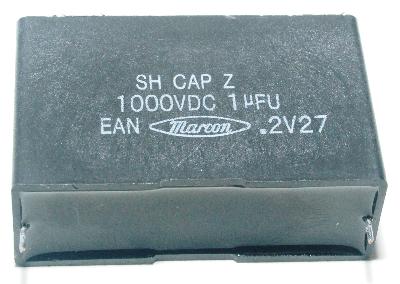 SH CAP Z
1000VDC 1µFU
EAN Marcon .2V27